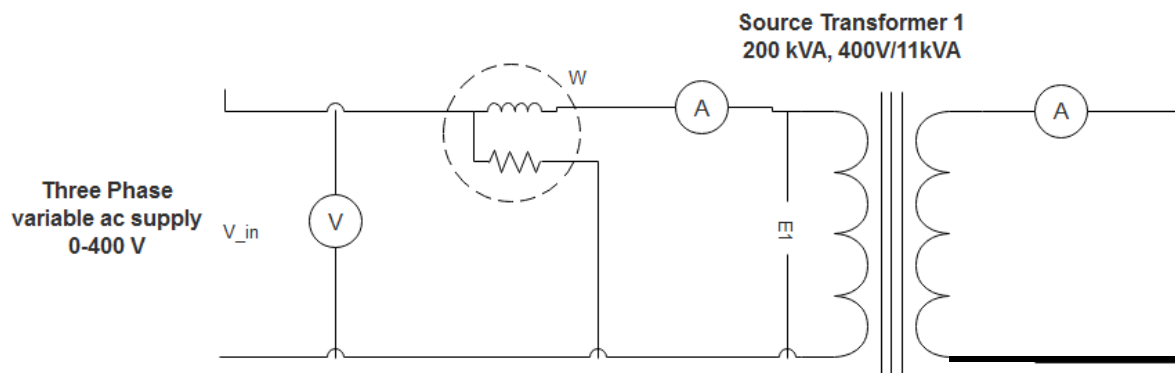 Source Transformer 1
200 kVA, 400V/11kVA
W
A
A
Three Phase
variable ac supply
0-400 V
V_in
V
E1